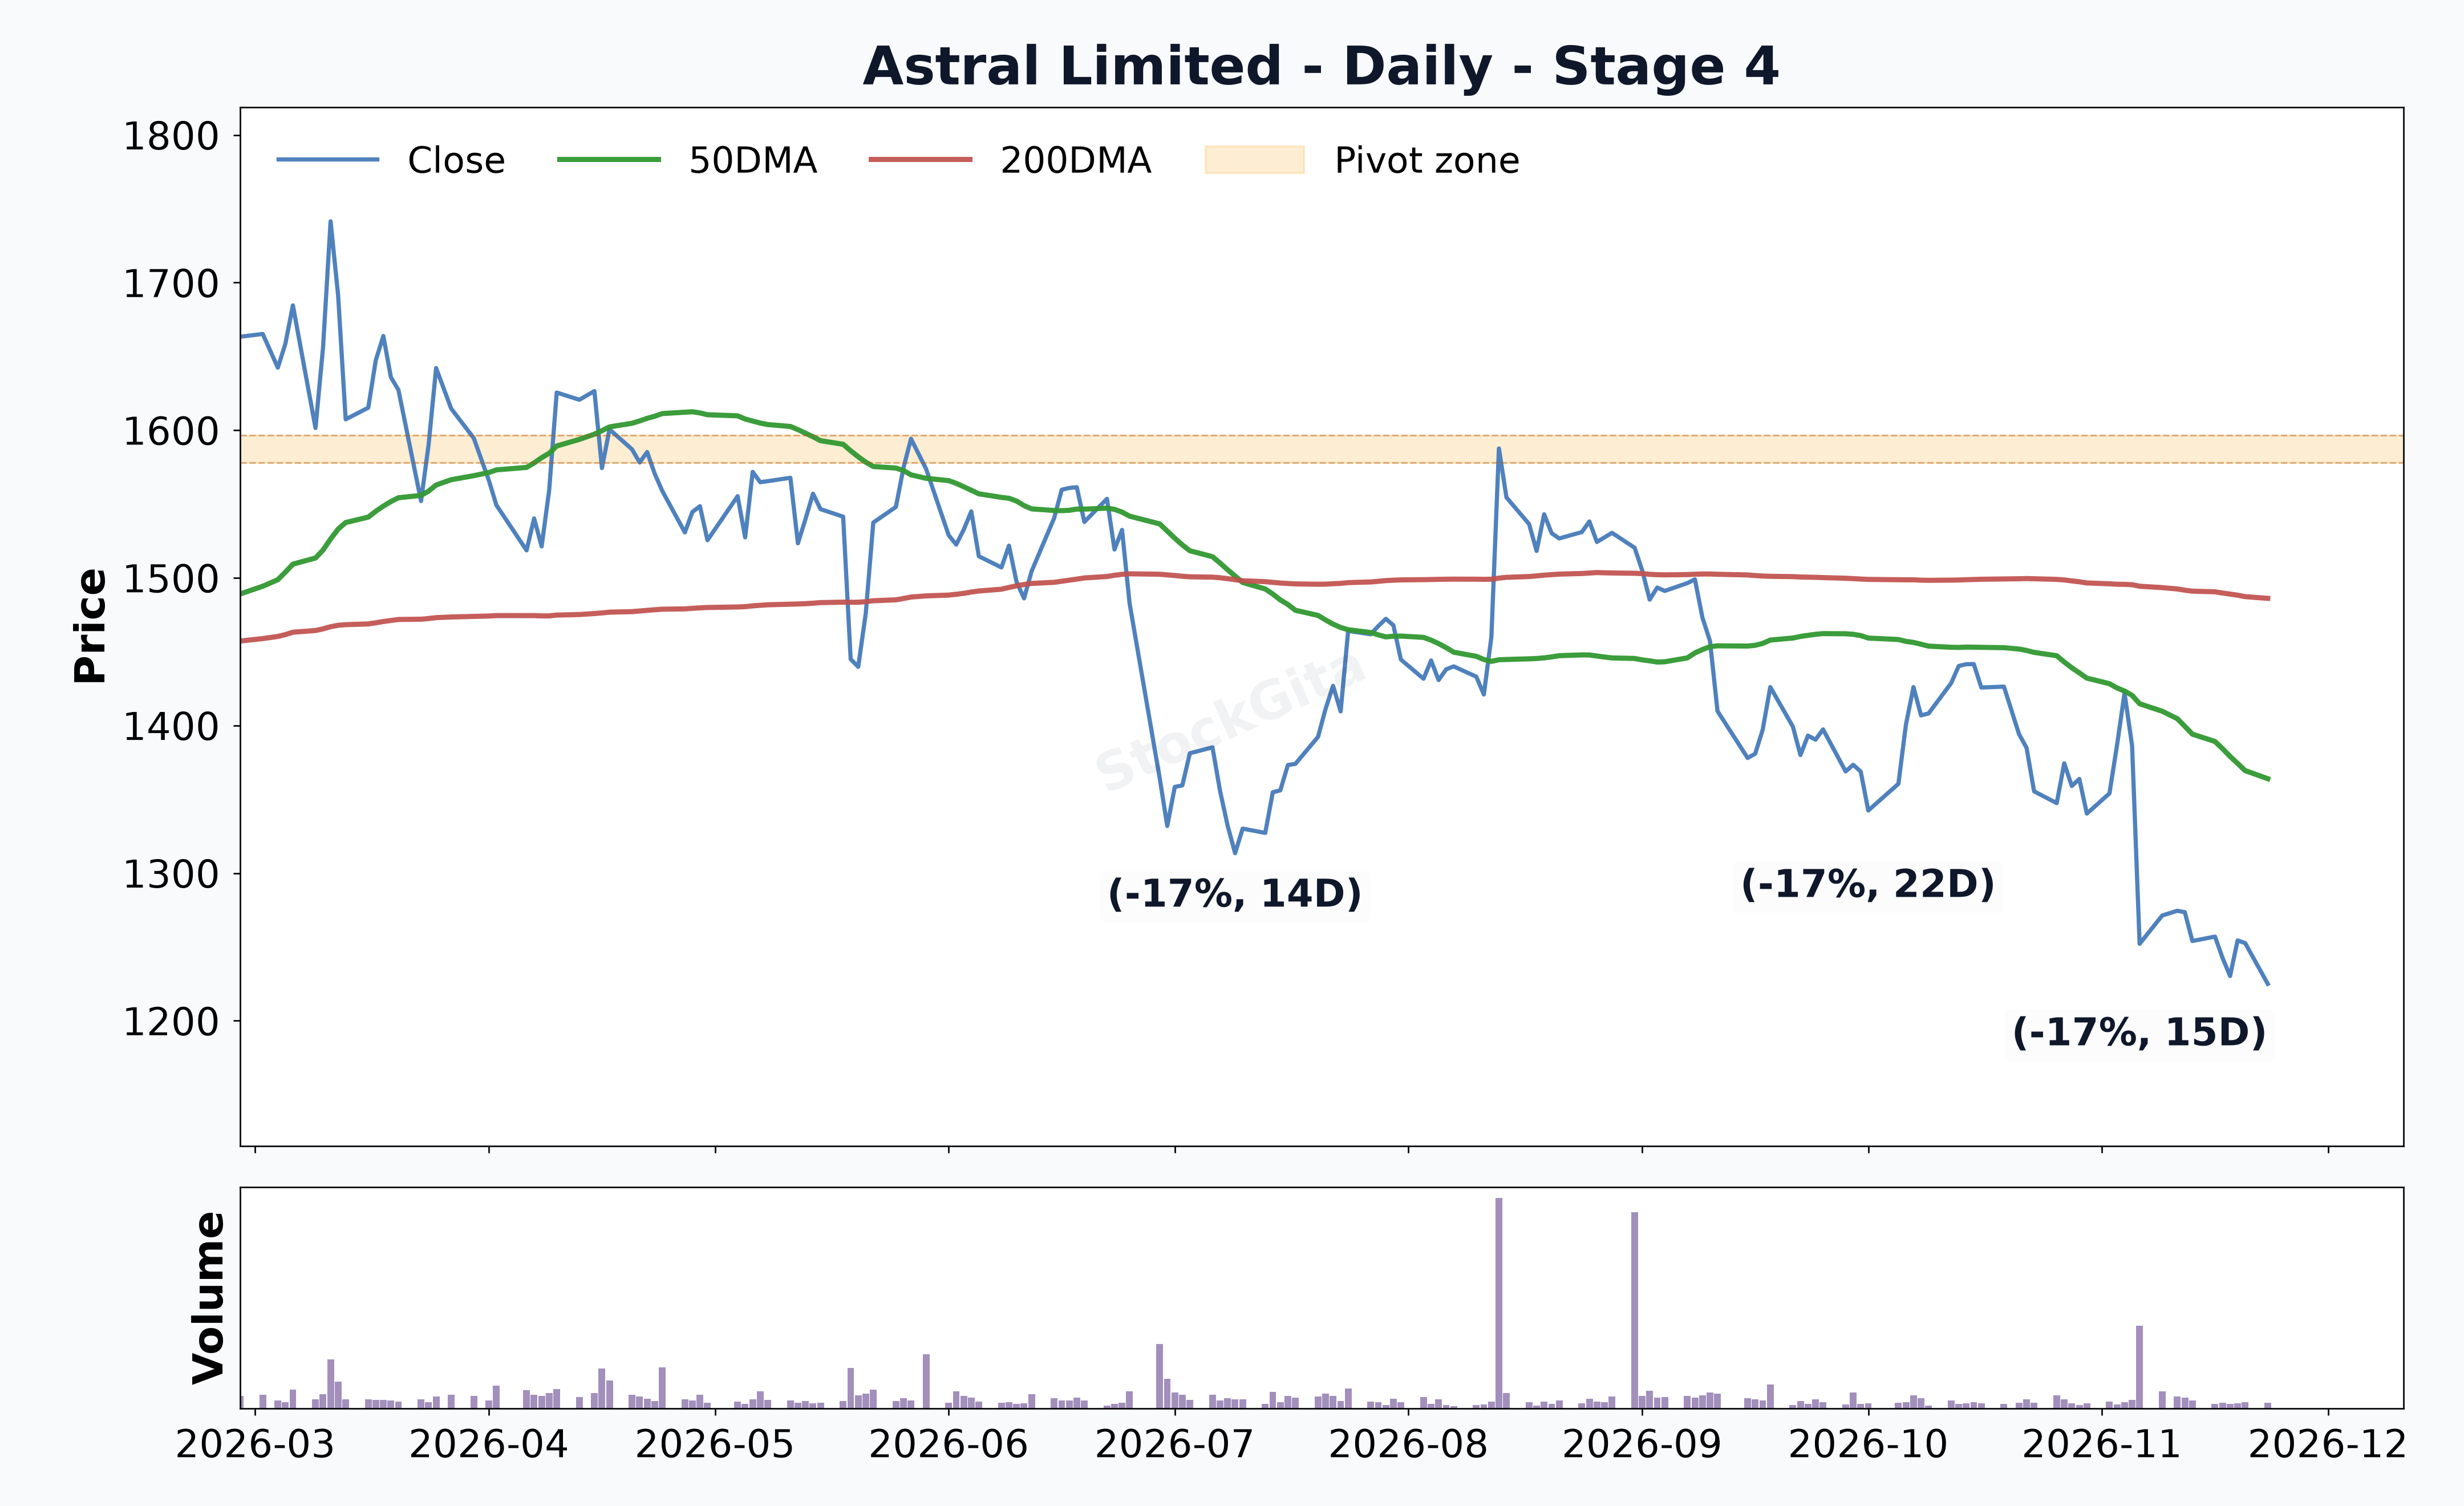 Astral Limited - Daily - Stage 4
Close
50DMA
200DMA
Pivot zone
Price
1800
1700
1600
1500
1400
1300
1200
StockGita
(-17%, 14D)
(-17%, 22D)
(-17%, 15D)
Volume
2026-03
2026-04
2026-05
2026-06
2026-07
2026-08
2026-09
2026-10
2026-11
2026-12